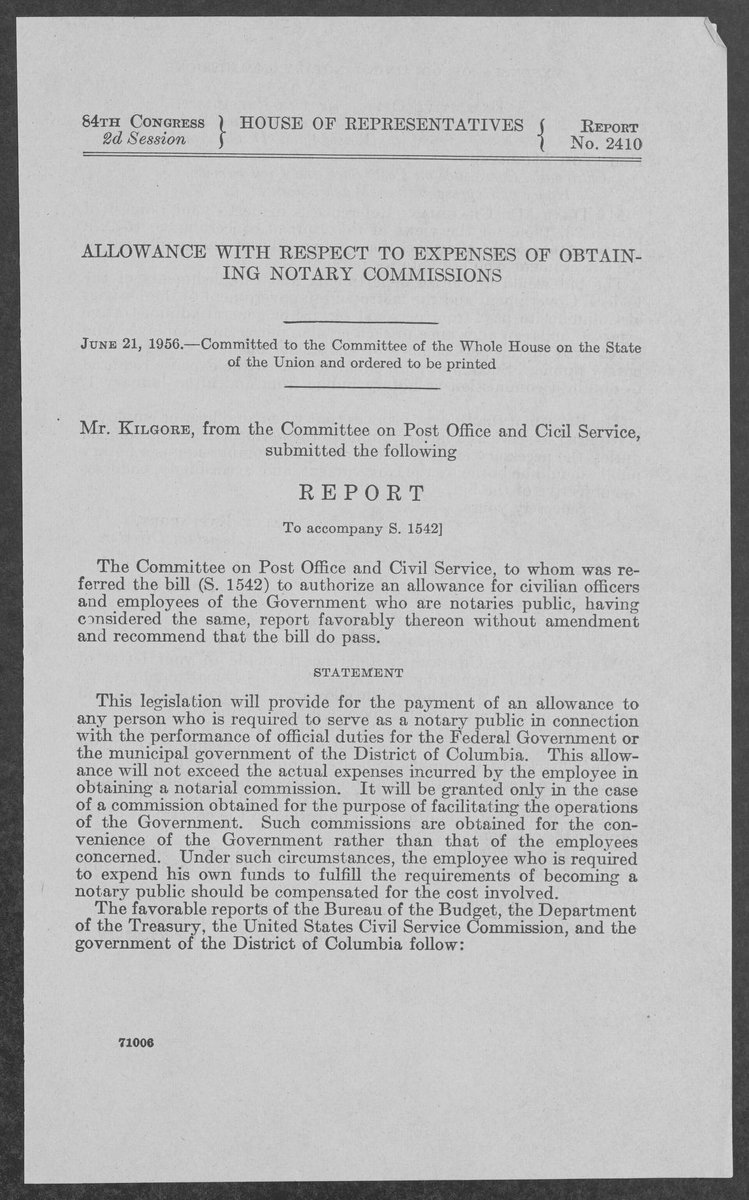 84TH CONGRESS } HOUSE OF REPRESENTATIVES { REPORT
2d Session No. 2410
ALLOWANCE WITH RESPECT TO EXPENSES OF OBTAIN-
ING NOTARY COMMISSIONS
JUNE 21, 1956.—Committed to the Committee of the Whole House on the State
of the Union and ordered to be printed
Mr. KILGORE, from the Committee on Post Office and Cicil Service,
submitted the following
REPORT
To accompany S. 1542]
The Committee on Post Office and Civil Service, to whom was re-
ferred the bill (S. 1542) to authorize an allowance for civilian officers
and employees of the Government who are notaries public, having
considered the same, report favorably thereon without amendment
and recommend that the bill do pass.
STATEMENT
This legislation will provide for the payment of an allowance to
any person who is required to serve as a notary public in connection
with the performance of official duties for the Federal Government or
the municipal government of the District of Columbia. This allow-
ance will not exceed the actual expenses incurred by the employee in
obtaining a notarial commission. It will be granted only in the case
of a commission obtained for the purpose of facilitating the operations
of the Government. Such commissions are obtained for the con-
venience of the Government rather than that of the employees
concerned. Under such circumstances, the employee who is required
to expend his own funds to fulfill the requirements of becoming a
notary public should be compensated for the cost involved.
The favorable reports of the Bureau of the Budget, the Department
of the Treasury, the United States Civil Service Commission, and the
government of the District of Columbia follow:
71006